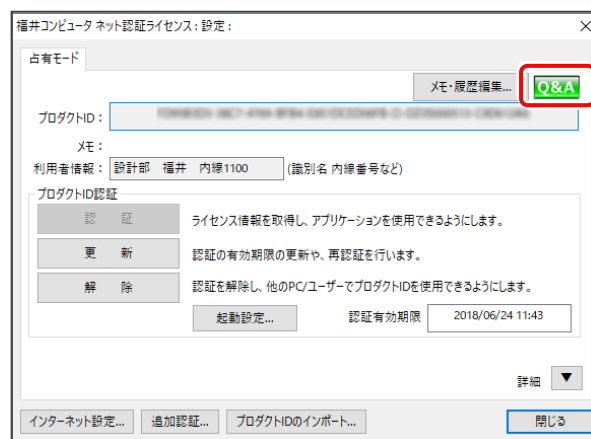 福井コンピュータ ネット認証ライセンス：設定：
占有モード
メモ・履歴編集... Q&A
プロダクトID：
メモ：
利用者情報： 設計部 福井 内線1100 (識別名 内線番号など)
プロダクトID認証
認 証 ライセンス情報を取得し、アプリケーションを使用できるようにします。
更 新 認証の有効期限の更新や、再認証を行います。
解 除 認証を解除し、他のPC/ユーザーでプロダクトIDを使用できるようにします。
起動設定... 認証有効期限 2018/06/24 11:43
詳細 ▼
インターネット設定... 追加認証... プロダクトIDのインポート... 閉じる